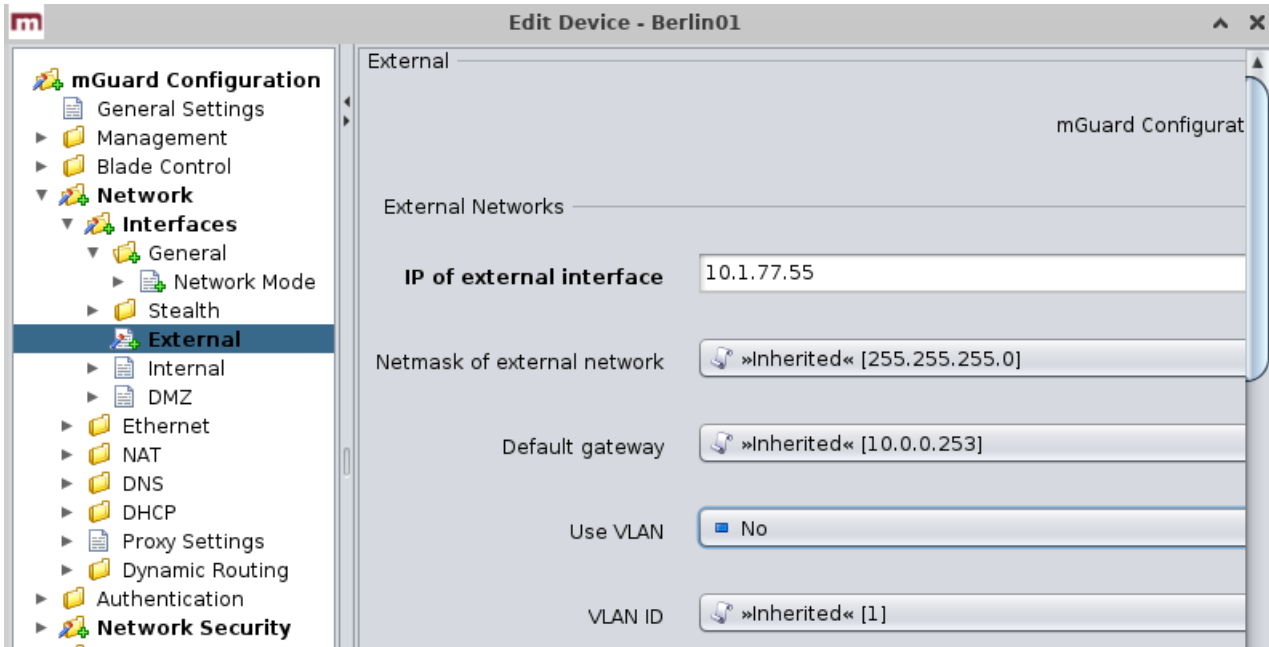 m
Edit Device - Berlin01
mGuard Configuration
General Settings
Management
Blade Control
Network
Interfaces
General
Network Mode
Stealth
External
Internal
DMZ
Ethernet
NAT
DNS
DHCP
Proxy Settings
Dynamic Routing
Authentication
Network Security
External
mGuard Configurat
External Networks
IP of external interface 10.1.77.55
Netmask of external network »Inherited« [255.255.255.0]
Default gateway »Inherited« [10.0.0.253]
Use VLAN No
VLAN ID »Inherited« [1]